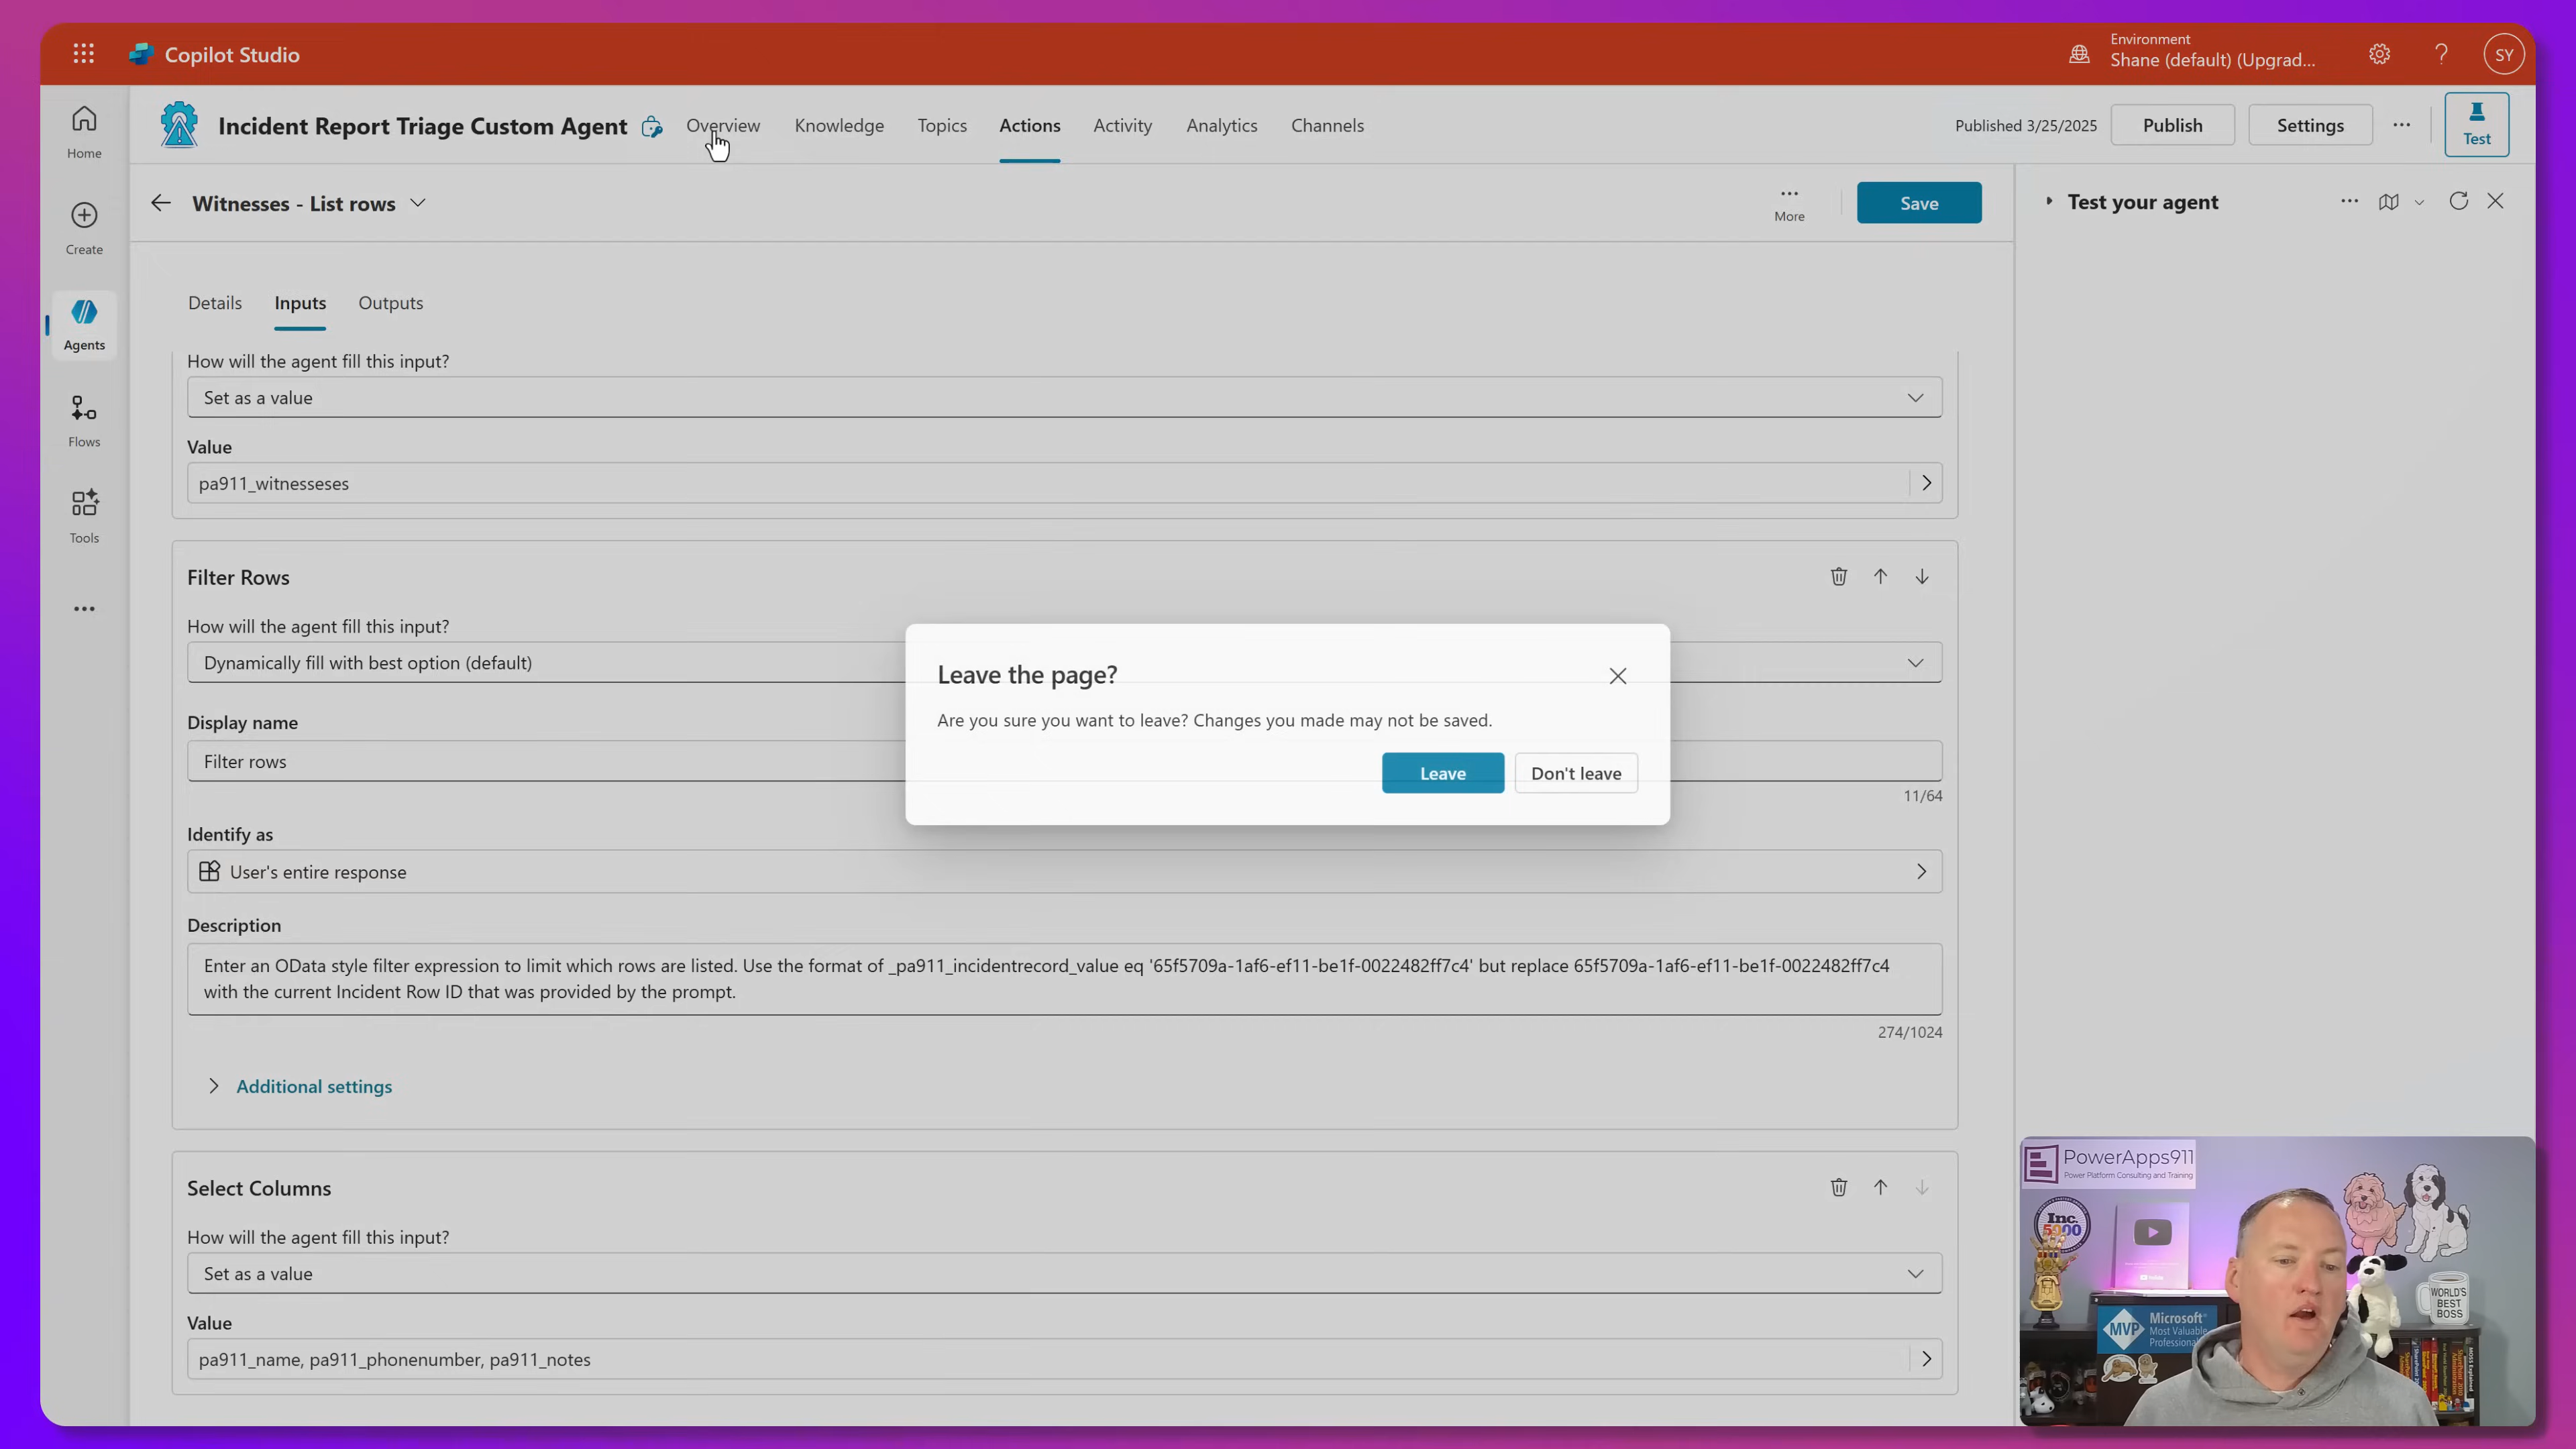 Copilot Studio
Environment
Shane (default) (Upgrad...
SY
Home
Create
Agents
Flows
Tools
Incident Report Triage Custom Agent
Overview
Knowledge
Topics
Actions
Activity
Analytics
Channels
Published 3/25/2025
Publish
Settings
Test
Witnesses - List rows
More
Save
Test your agent
Details
Inputs
Outputs
How will the agent fill this input?
Set as a value
Value
pa911_witnesseses
Filter Rows
How will the agent fill this input?
Dynamically fill with best option (default)
Display name
Filter rows
11/64
Identify as
User's entire response
Description
Enter an OData style filter expression to limit which rows are listed. Use the format of _pa911_incidentrecord_value eq '65f5709a-1af6-ef11-be1f-0022482ff7c4' but replace 65f5709a-1af6-ef11-be1f-0022482ff7c4
with the current Incident Row ID that was provided by the prompt.
274/1024
Additional settings
Select Columns
How will the agent fill this input?
Set as a value
Value
pa911_name, pa911_phonenumber, pa911_notes
Leave the page?
Are you sure you want to leave? Changes you made may not be saved.
Leave
Don't leave
PowerApps911
Power Platform Consulting and Training
Inc.
5000
MVP
Microsoft
Most Valuable
Professional
WORLD'S
BEST
BOSS